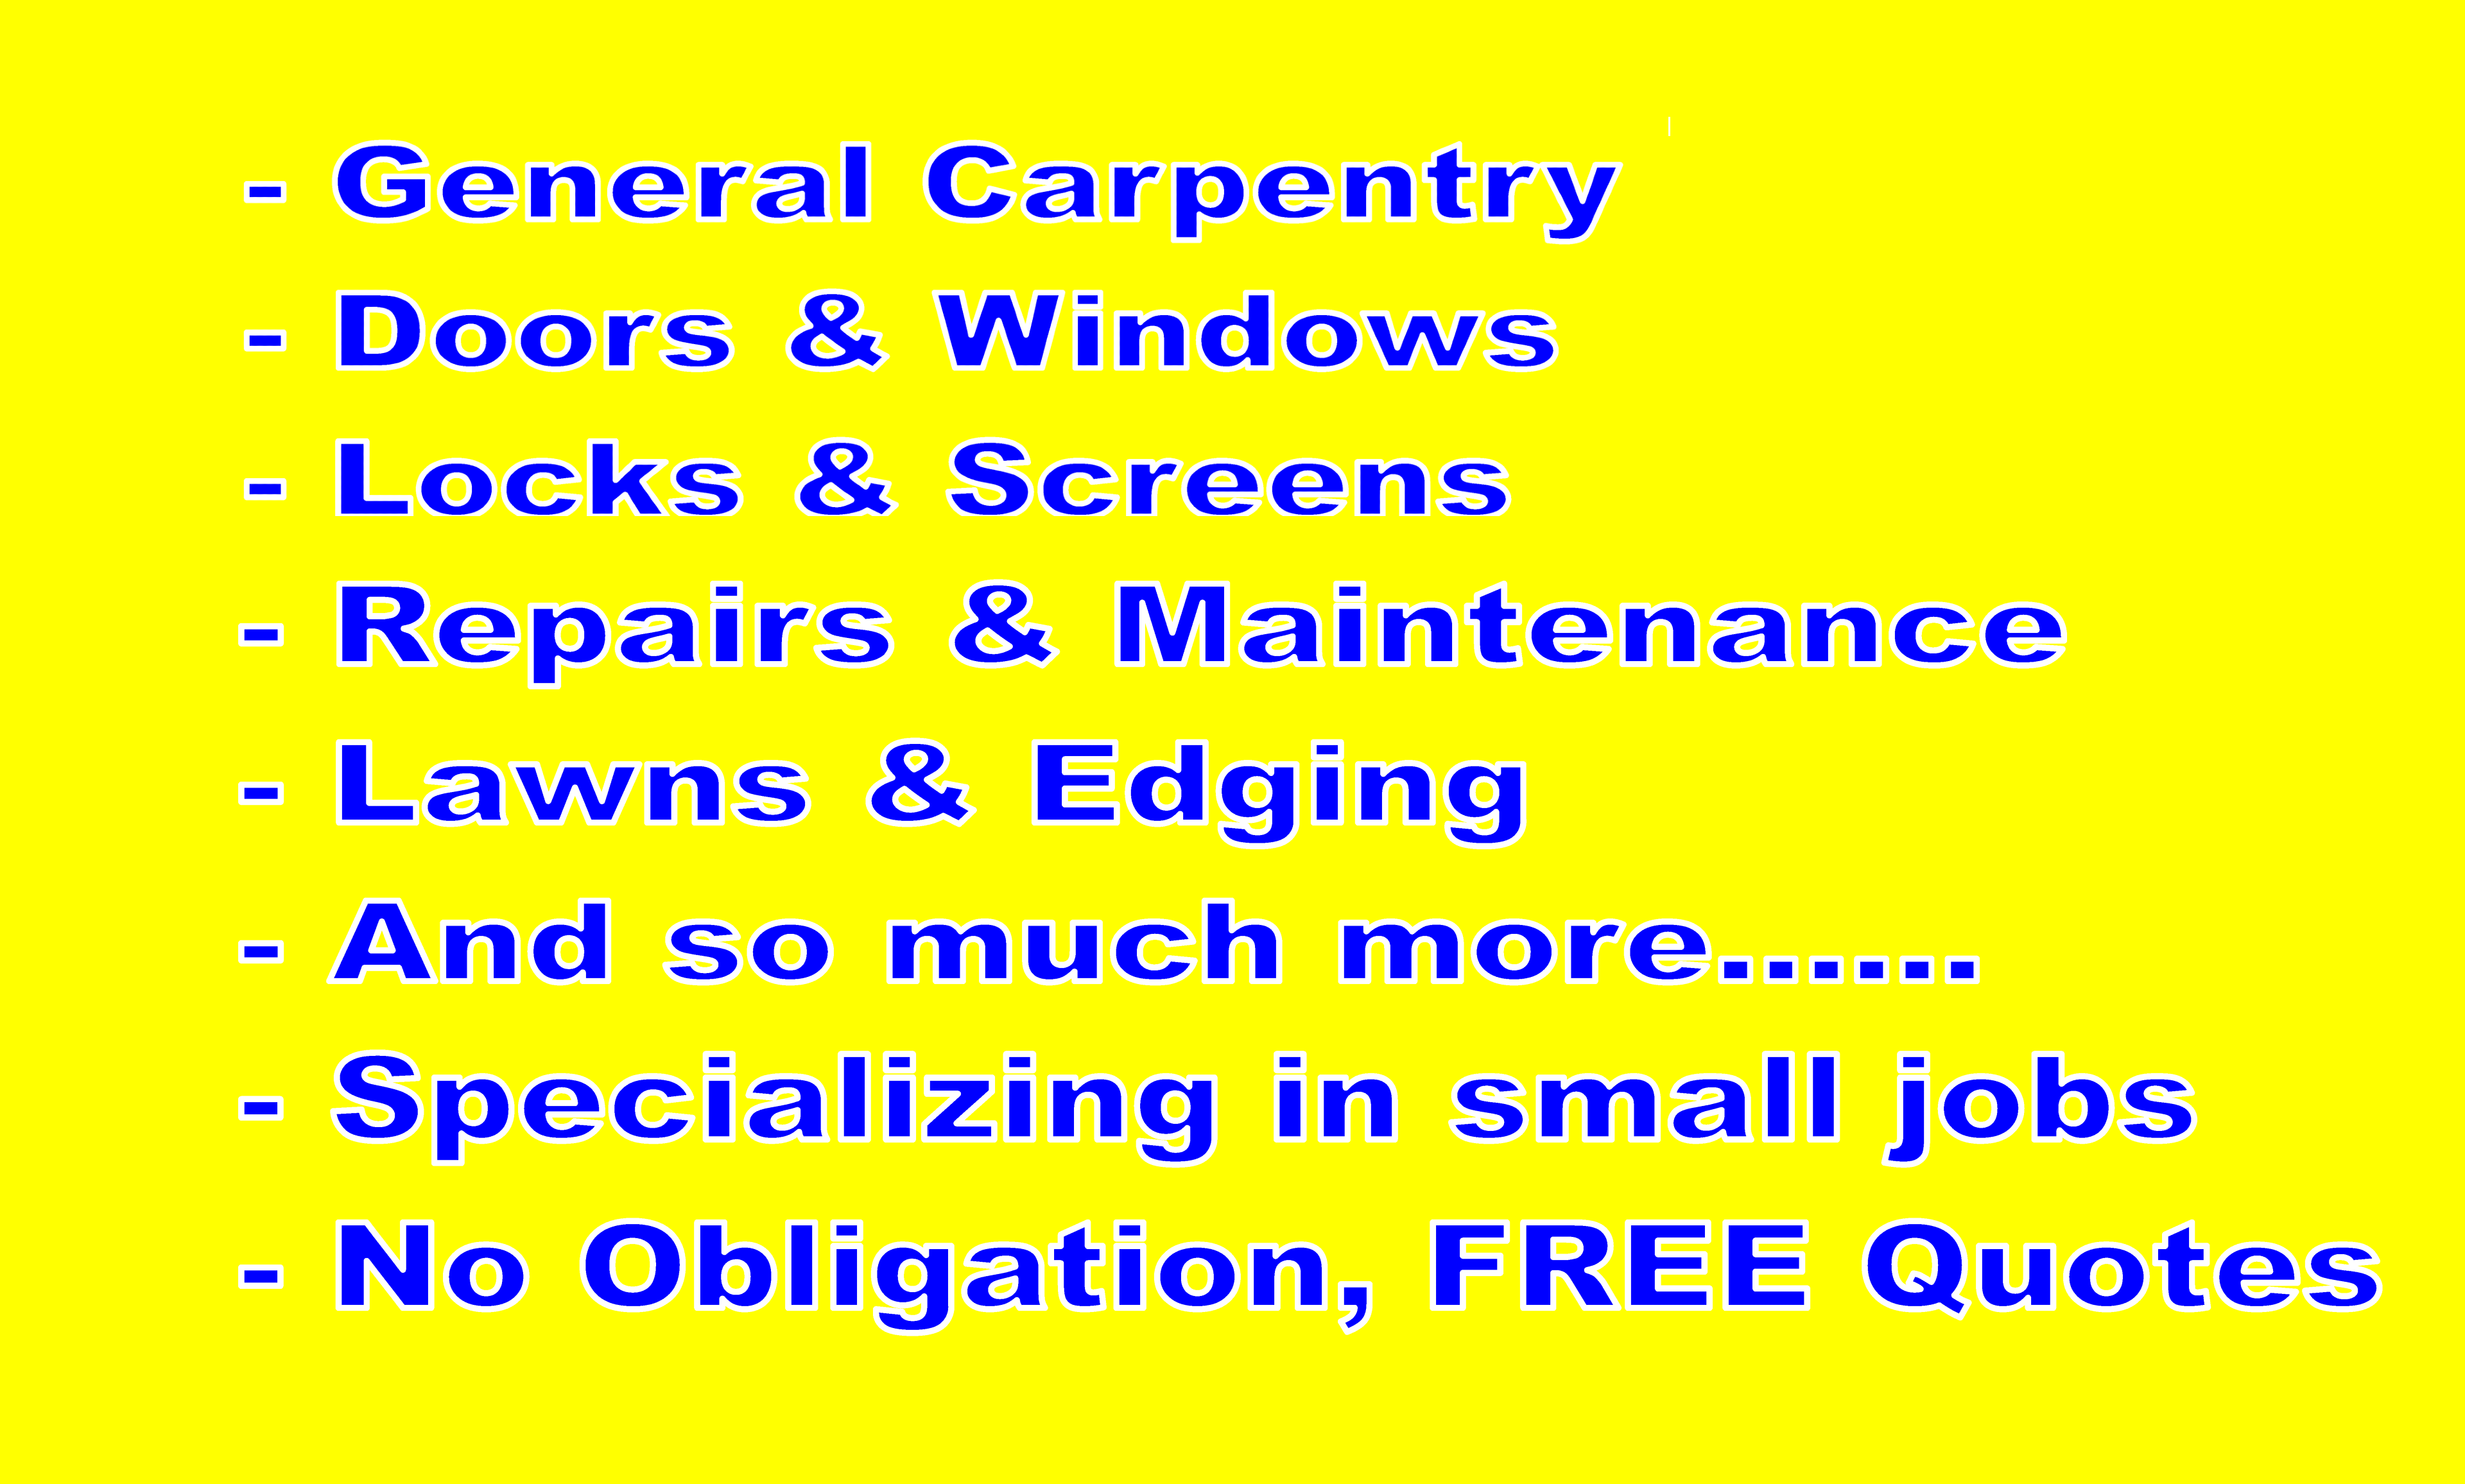 - General Carpentry
- Doors & Windows
- Locks & Screens
- Repairs & Maintenance
- Lawns & Edging
- And so much more......
- Specializing in small jobs
- No Obligation, FREE Quotes